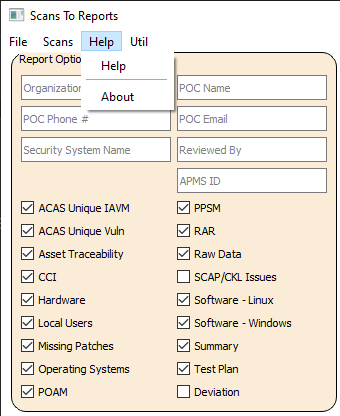 Scans To Reports
File Scans Help Util
Help
About
Report Optio
Organization
POC Name
POC Phone #
POC Email
Security System Name
Reviewed By
APMS ID
ACAS Unique IAVM
PPSM
ACAS Unique Vuln
RAR
Asset Traceability
Raw Data
CCI
SCAP/CKL Issues
Hardware
Software - Linux
Local Users
Software - Windows
Missing Patches
Summary
Operating Systems
Test Plan
POAM
Deviation